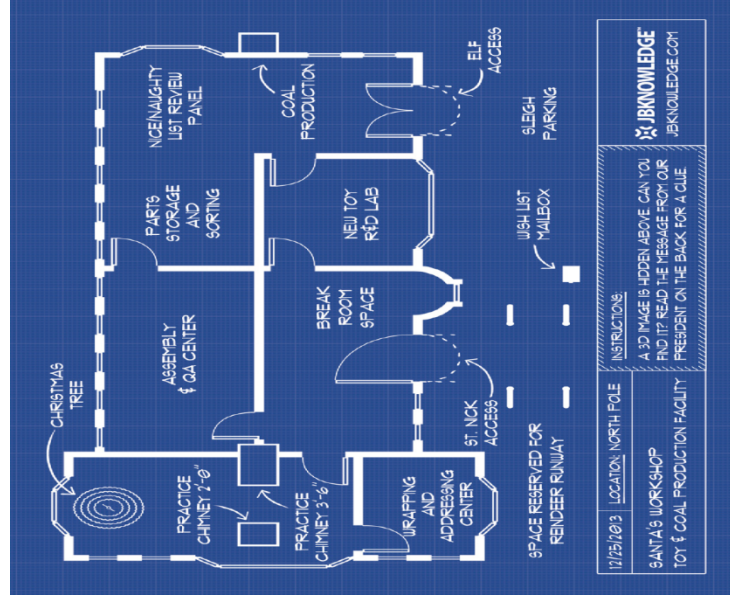 CHRISTMAS
TREE
PRACTICE
CHIMNEY 2'-0"
PRACTICE
CHIMNEY 3'-6"
WRAPPING
AND
ADDRESSING
CENTER
ASSEMBLY
& QA CENTER
PARTS
STORAGE
AND
SORTING
NICE/NAUGHTY
LIST REVIEW
PANEL
COAL
PRODUCTION
BREAK
ROOM
SPACE
NEW TOY
R&D LAB
ST. NCK
ACCESS
ELF
ACCESS
SPACE RESERVED FOR
RENDEER RUNWAY
WISH LIST
MAILBOX
SLEIGH
PARKING
12/25/2013
LOCATION: NORTH POLE
SANTA'S WORKSHOP
TOY & COAL PRODUCTION FACILITY
INSTRUCTIONS:
A 3D IMAGE IS HDDEN ABOVE. CAN YOU
FIND IT? READ THE MESSAGE FROM OUR
PRESIDENT ON THE BACK FOR A CLUE.
JBKNOWLEDGE
JBKNOWLEDGE.COM